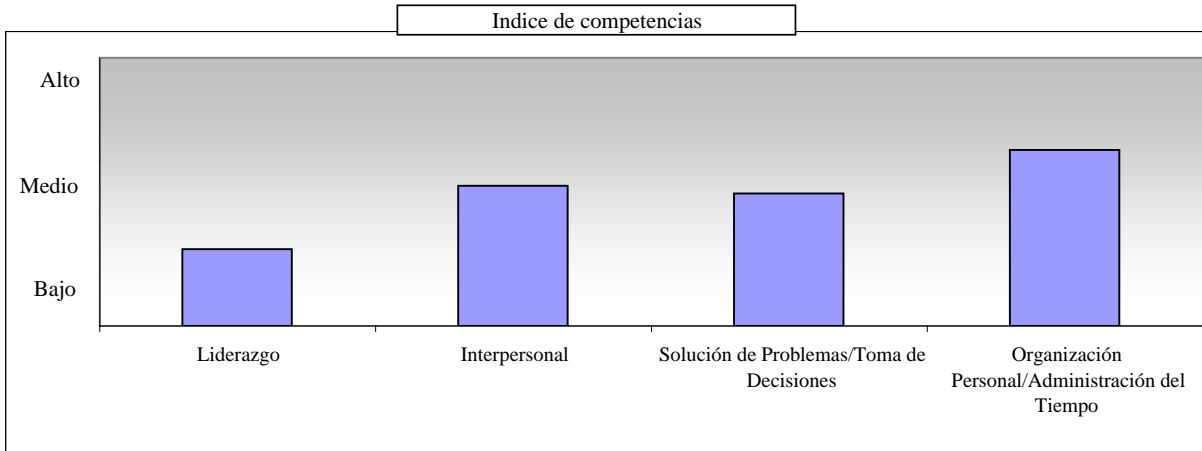 Indice de competencias
Alto
Medio
Bajo
Liderazgo
Interpersonal
Solución de Problemas/Toma de
Decisiones
Organización
Personal/Administración del
Tiempo